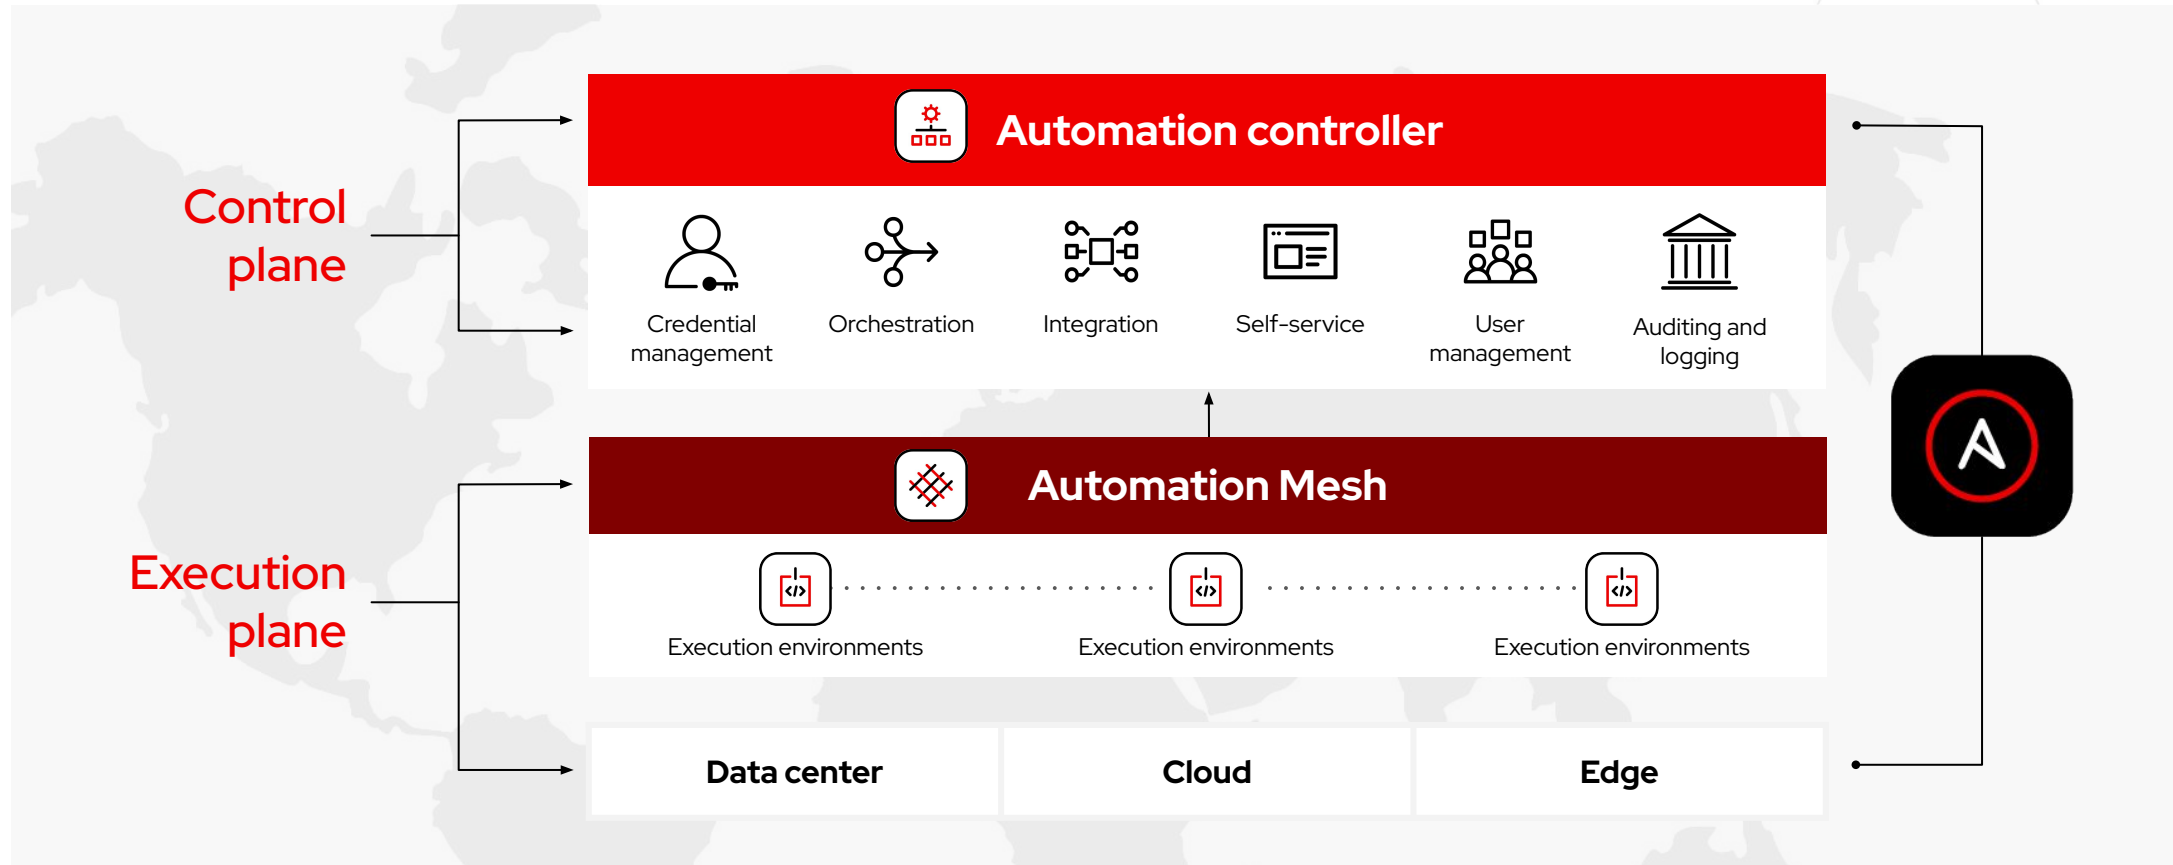 Automation controller
Control
plane
Credential
management
Orchestration
Integration
Self-service
User
management
Auditing and
logging
Automation Mesh
Execution
plane
Execution environments
Execution environments
Execution environments
Data center
Cloud
Edge